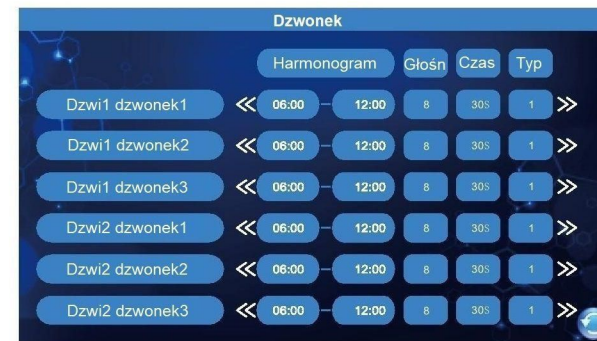 Dzwonek
Harmonogram Głośn Czas Typ
Dzwi1 dzwonek1 06:00 - 12:00 8 30S 1
Dzwi1 dzwonek2 06:00 - 12:00 8 30S 1
Dzwi1 dzwonek3 06:00 - 12:00 8 30S 1
Dzwi2 dzwonek1 06:00 - 12:00 8 30S 1
Dzwi2 dzwonek2 06:00 - 12:00 8 30S 1
Dzwi2 dzwonek3 06:00 - 12:00 8 30S 1